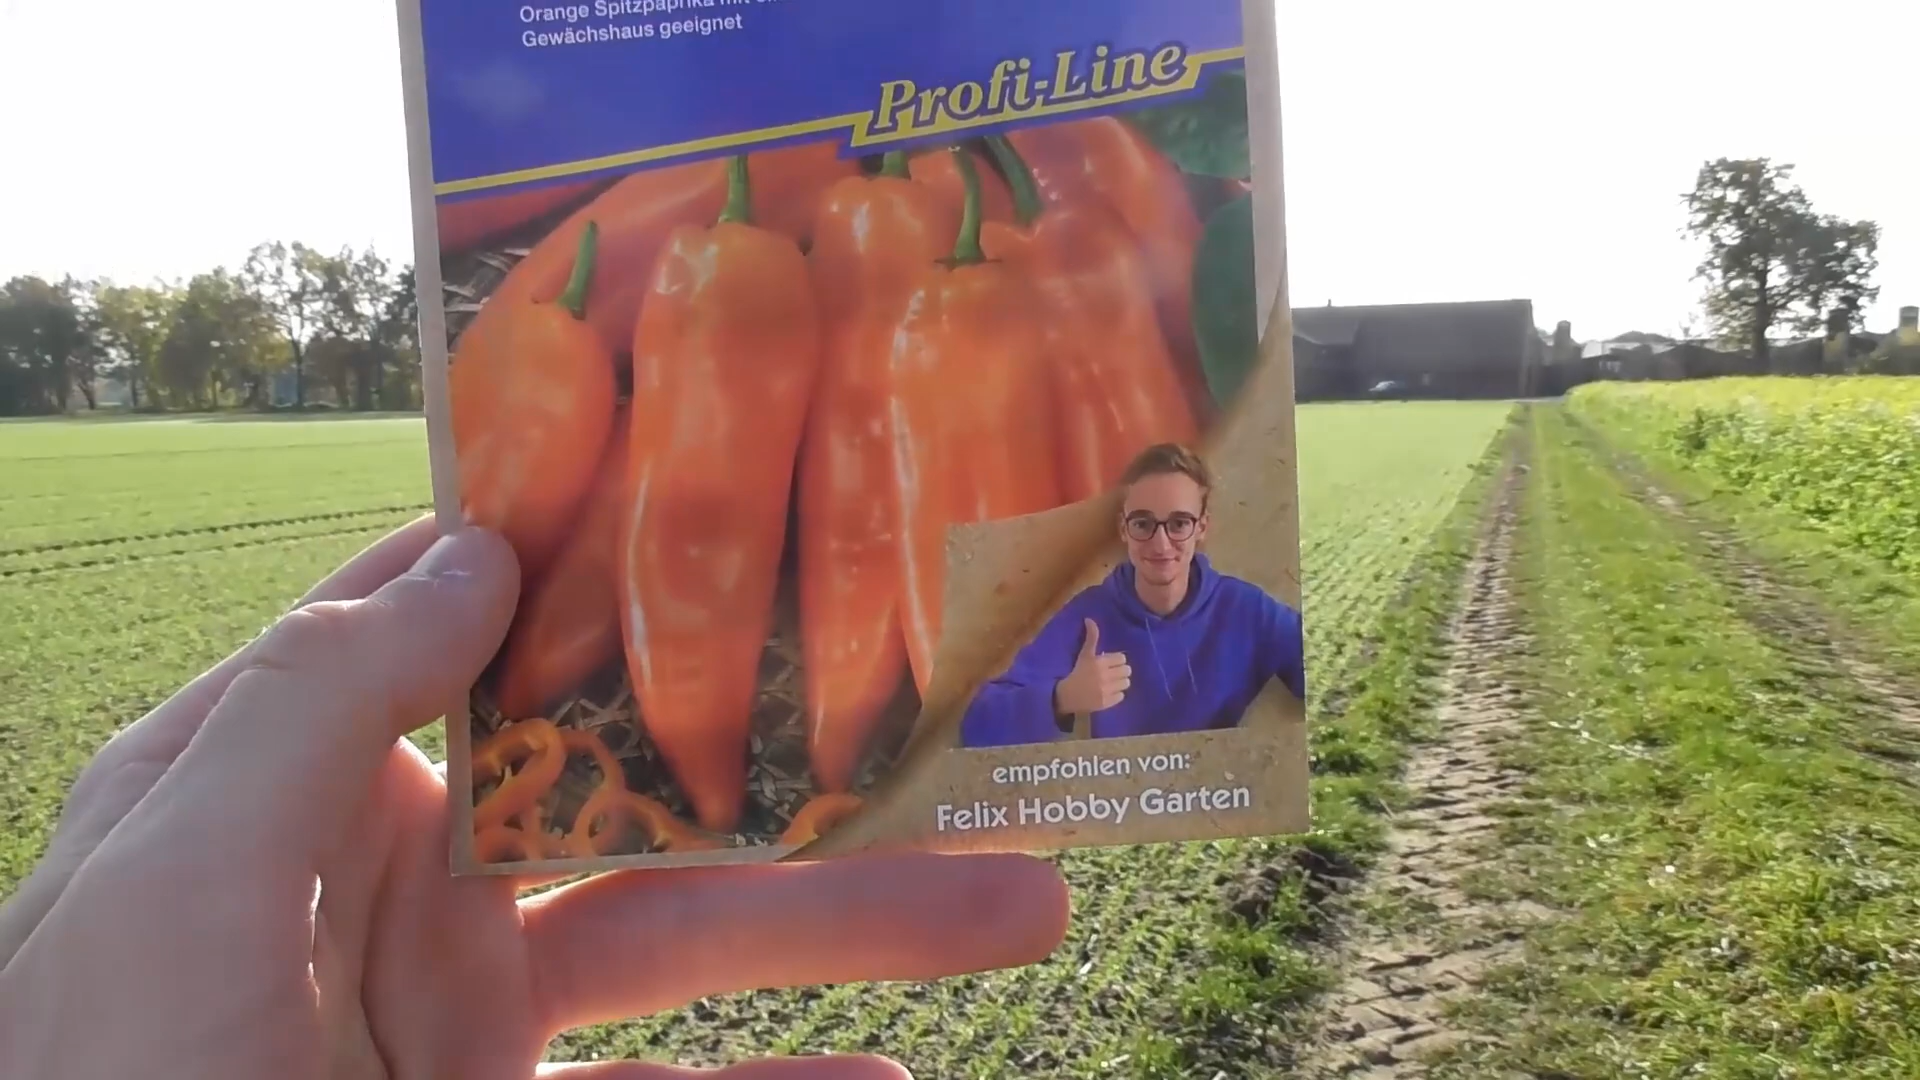 Orange Spitzpaprika mit
Gewächshaus geeignet
Profi-Line
empfohlen von:
Felix Hobby Garten